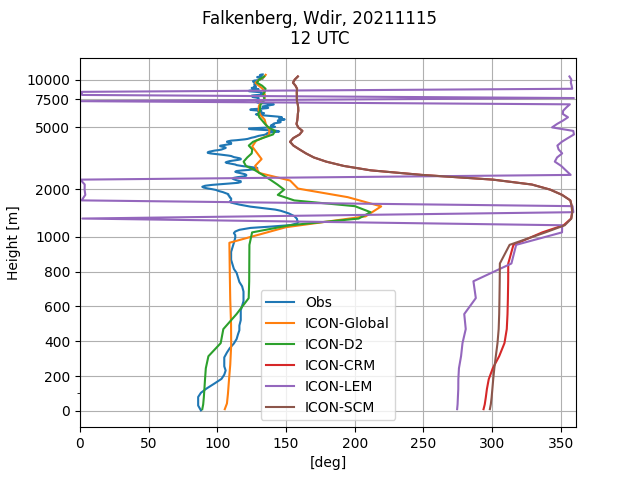 Falkenberg, Wdir, 20211115
12 UTC
10000
7500
5000
2000
1000
800
600
400
200
0
Height [m]
Obs
ICON-Global
ICON-D2
ICON-CRM
ICON-LEM
ICON-SCM
0 50 100 150 200 250 300 350
[deg]